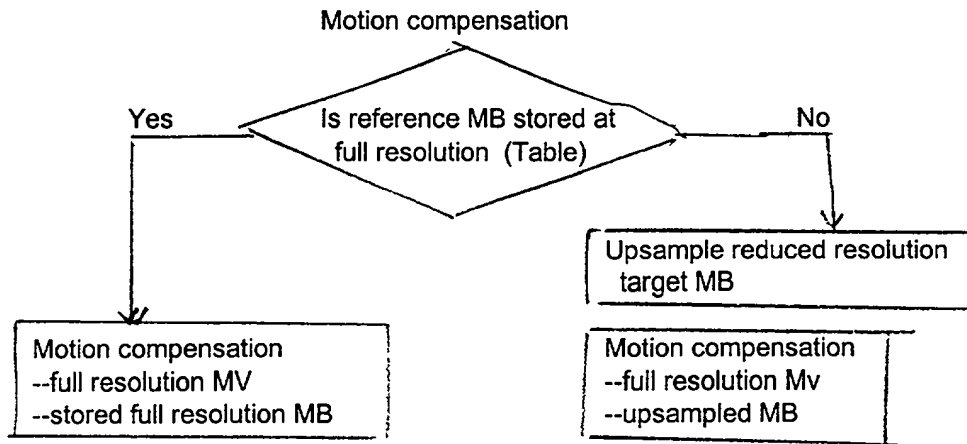 Motion compensation
Is reference MB stored at
full resolution (Table)
Yes
No
Upsample reduced resolution
target MB
Motion compensation
--full resolution MV
--stored full resolution MB
Motion compensation
--full resolution Mv
--upsampled MB